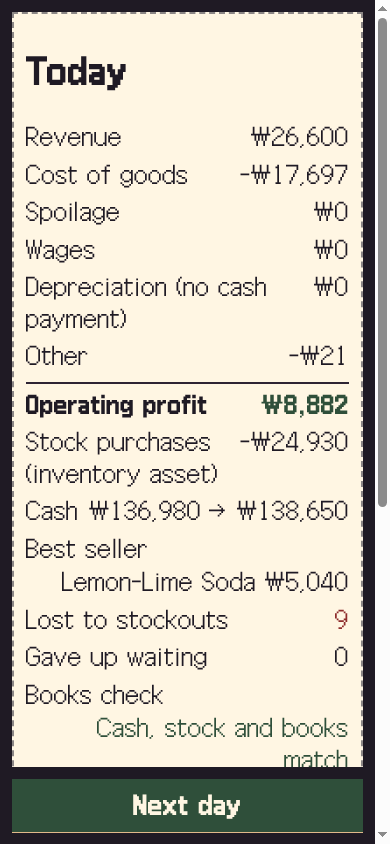 Today
Revenue ₩26,600
Cost of goods -₩17,697
Spoilage ₩0
Wages ₩0
Depreciation (no cash ₩0
payment)
Other -₩21
Operating profit ₩8,882
Stock purchases -₩24,930
(inventory asset)
Cash ₩136,980 → ₩138,650
Best seller
Lemon-Lime Soda ₩5,040
Lost to stockouts 9
Gave up waiting 0
Books check
Cash, stock and books
match
Next day